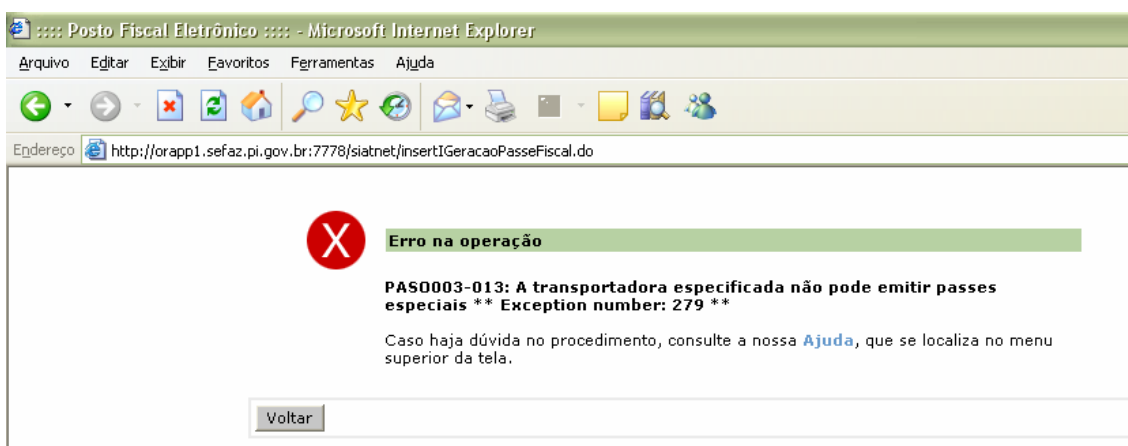 :::: Posto Fiscal Eletrônico :::: - Microsoft Internet Explorer
Arquivo Editar Exibir Favoritos Ferramentas Ajuda
Endereço http://orapp1.sefaz.pi.gov.br:7778/siatnet/insertIGeracaoPasseFiscal.do
X
Erro na operação
PASO003-013: A transportadora especificada não pode emitir passes
especiais ** Exception number: 279 **
Caso haja dúvida no procedimento, consulte a nossa Ajuda, que se localiza no menu
superior da tela.
Voltar